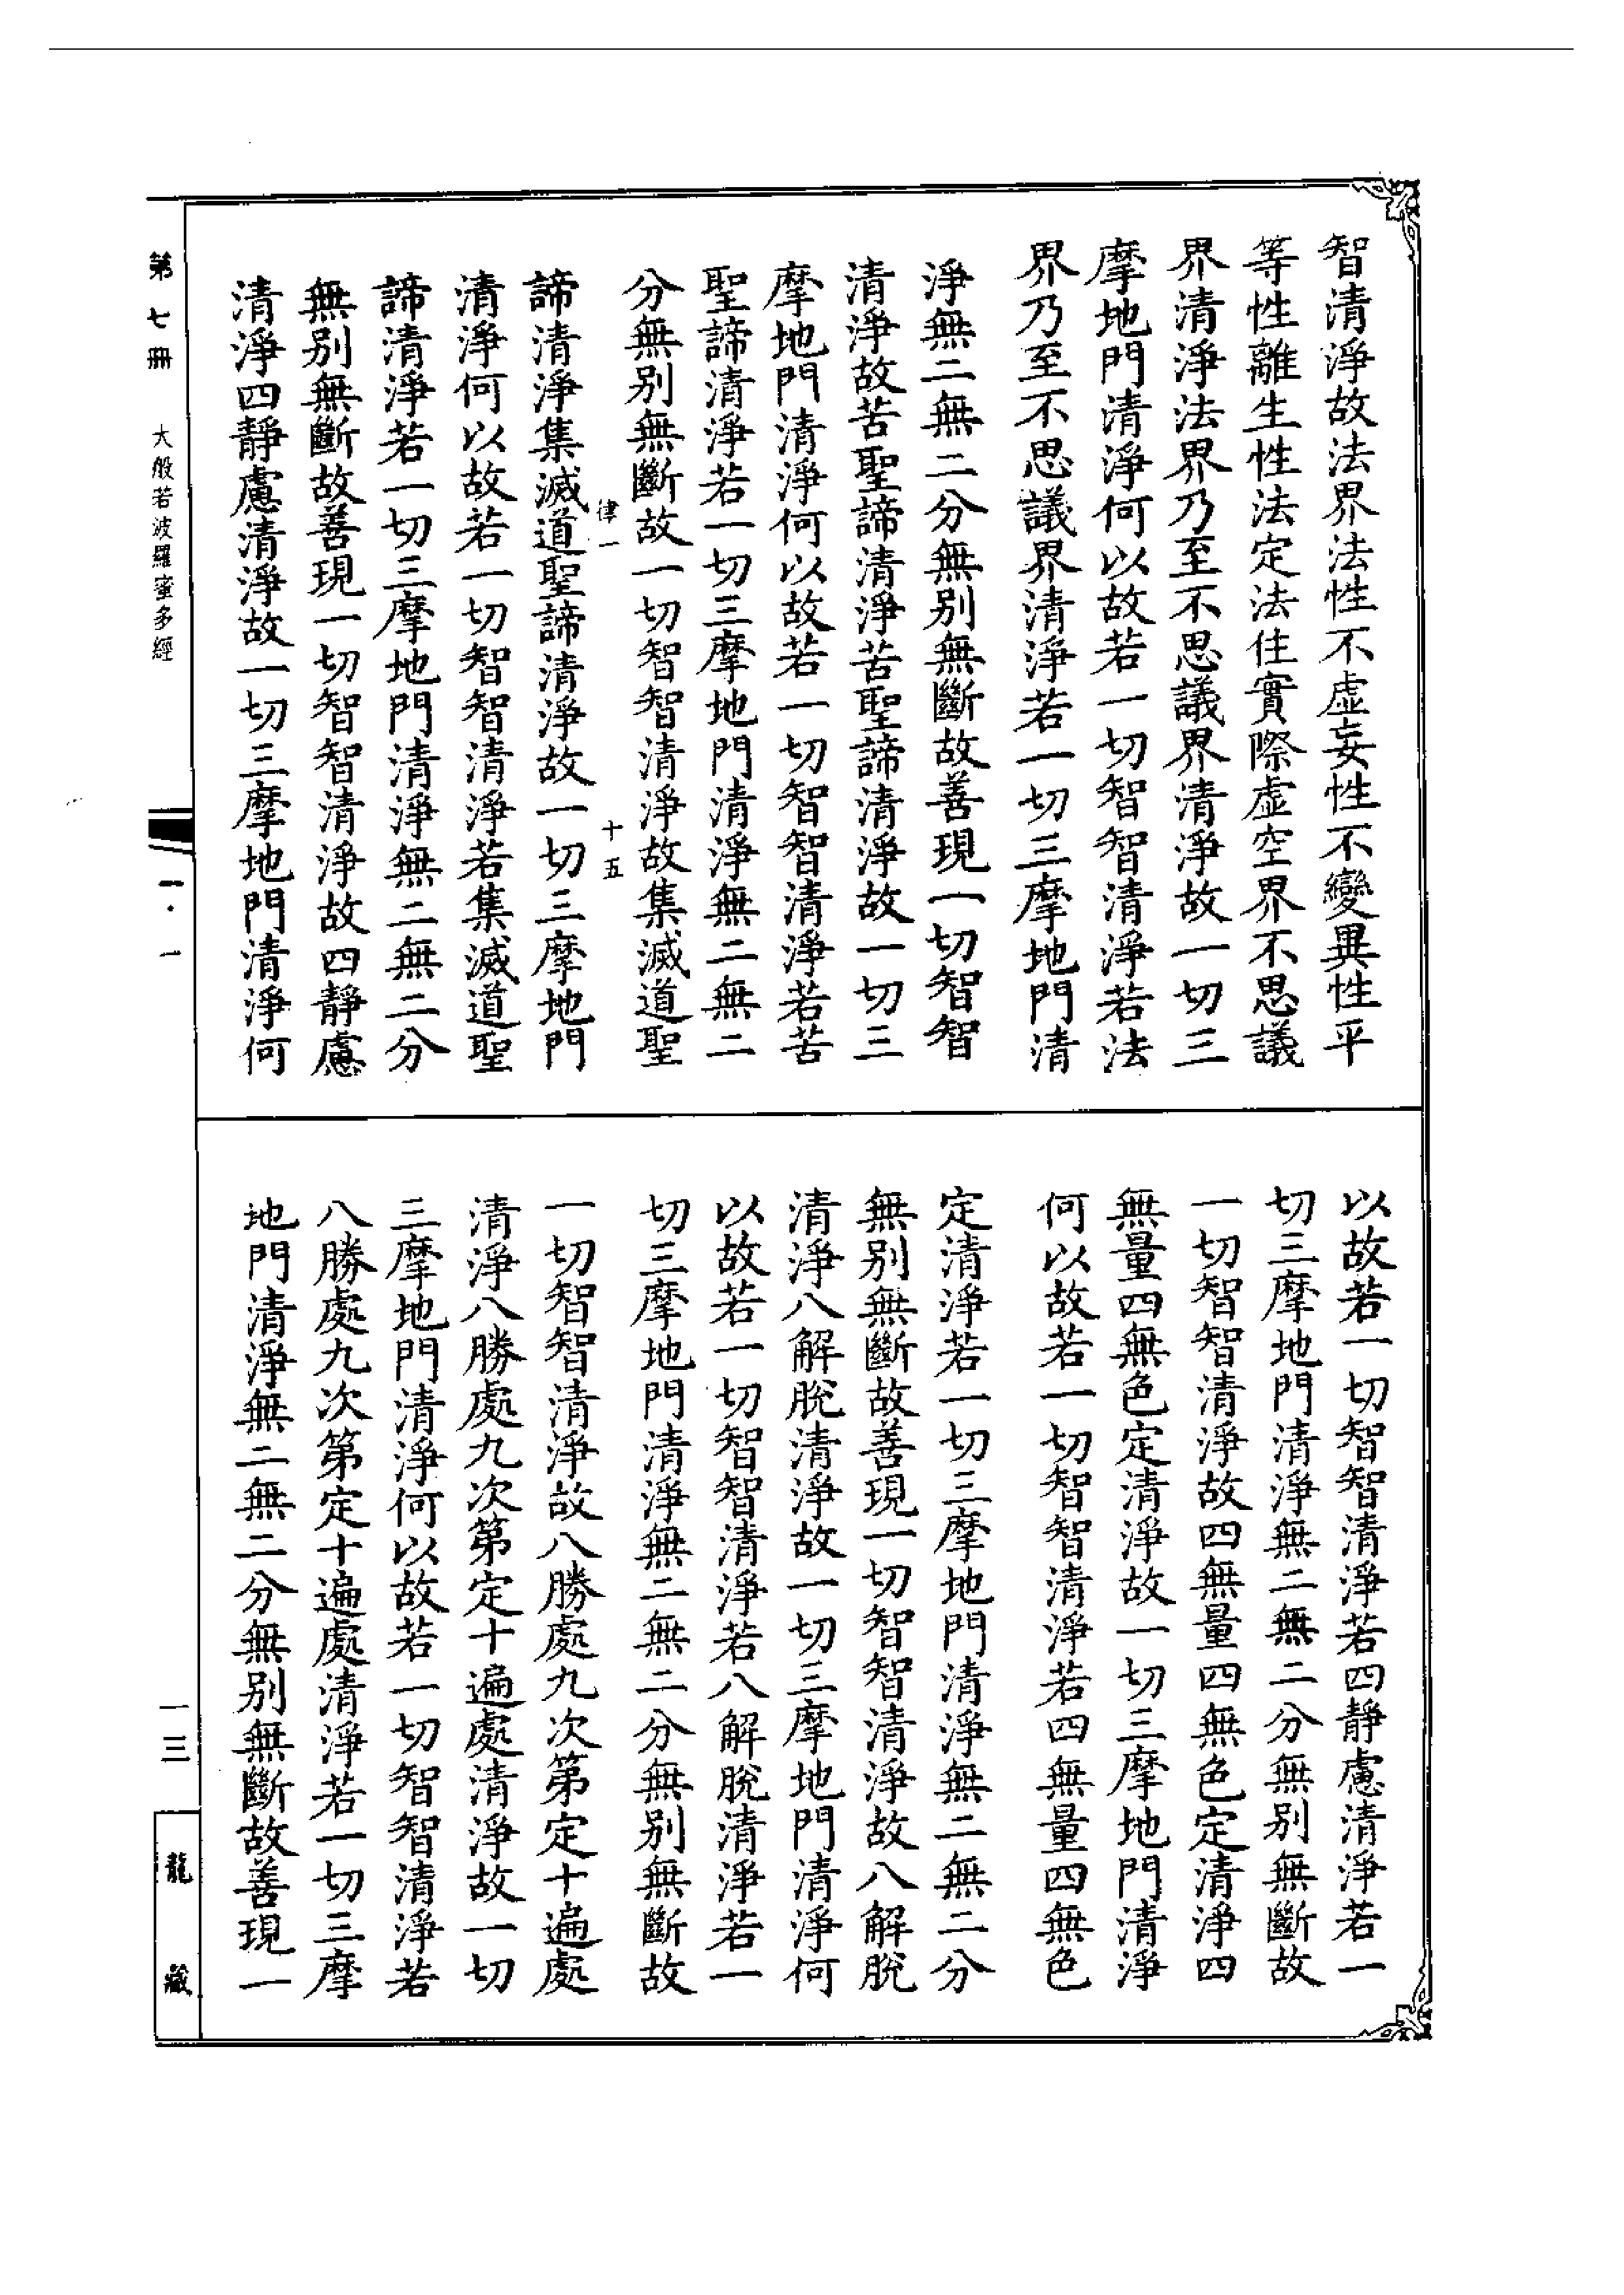 智清淨故法界法性不虛妄性不變異性平
等性離生性法定法住實際虛空界不思議
界清淨法界乃至不思議界清淨故一切三
摩地門清淨何以故若一切智智清淨若法
界乃至不思議界清淨若一切三摩地門清
淨無二無二分無別無斷故善現一切智智
清淨故苦聖諦清淨苦聖諦清淨故一切三
摩地門清淨何以故若一切智智清淨若苦
聖諦清淨若一切三摩地門清淨無二無二
分無別無斷故一切智智清淨故集滅道聖
律一 十五
諦清淨集滅道聖諦清淨故一切三摩地門
清淨何以故若一切智智清淨若集滅道聖
諦清淨若一切三摩地門清淨無二無二分
無別無斷故善現一切智智清淨故四靜慮
清淨四靜慮清淨故一切三摩地門清淨何
以故若一切智智清淨若四靜慮清淨若一
切三摩地門清淨無二無二分無別無斷故
一切智智清淨故四無量四無色定清淨四
無量四無色定清淨故一切三摩地門清淨
何以故若一切智智清淨若四無量四無色
定清淨若一切三摩地門清淨無二無二分
無別無斷故善現一切智智清淨故八解脫
清淨八解脫清淨故一切三摩地門清淨何
以故若一切智智清淨若八解脫清淨若一
切三摩地門清淨無二無二分無別無斷故
一切智智清淨故八勝處九次第定十遍處
清淨八勝處九次第定十遍處清淨故一切
三摩地門清淨何以故若一切智智清淨若
八勝處九次第定十遍處清淨若一切三摩
地門清淨無二無二分無別無斷故善現一
第七冊 大般若波羅蜜多經 一·一 一三 龍藏